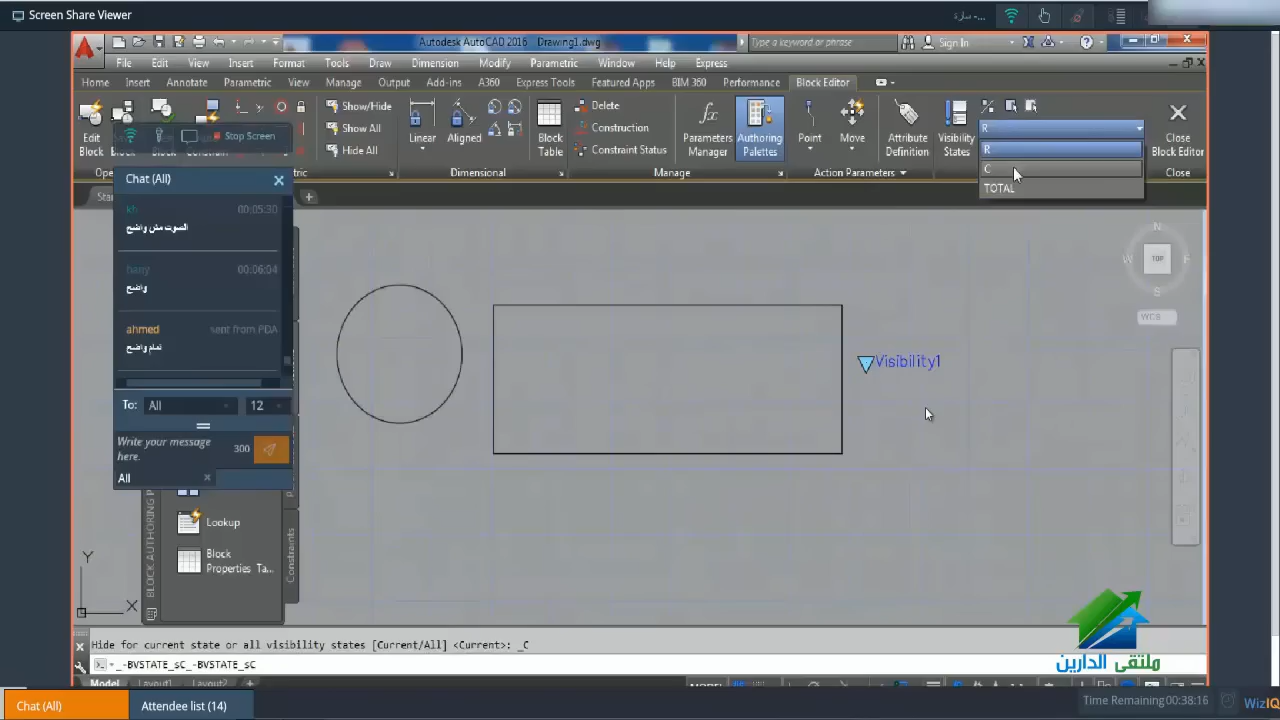 Screen Share Viewer
سارة -...
Autodesk AutoCAD 2016 Drawing1.dwg
Type a keyword or phrase
Sign In
File Edit View Insert Format Tools Draw Dimension Modify Parametric Window Help Express
Home Insert Annotate Parametric View Manage Output Add-ins A360 Express Tools Featured Apps BIM 360 Performance Block Editor
Edit Block
Show/Hide
Show All
Hide All
Linear
Aligned
Block Table
Delete
Construction
Constraint Status
Parameters Manager
Authoring Palettes
Point
Move
Attribute Definition
Visibility States
R
R
C
TOTAL
Close Block Editor
Dimensional
Manage
Action Parameters
Close
Stop Screen
Chat (All)
kh 00:05:30
الصوت مش واضح
hany 00:06:04
واضح
ahmed sent from PDA
تمام واضح
To: All 12
Write your message here. 300
All
Visibility1
N
W TOP E
S
WCS
Lookup
Block Properties Ta...
Constraints
Y
X
Hide for current state or all visibility states [Current/All] <Current>: _C
*_-BVSTATE_SC_-BVSTATE_SC
Model Layout1 Layout2 +
MODEL
ملتقى الدارين
Chat (All) Attendee list (14)
Time Remaining 00:38:16
WizIQ